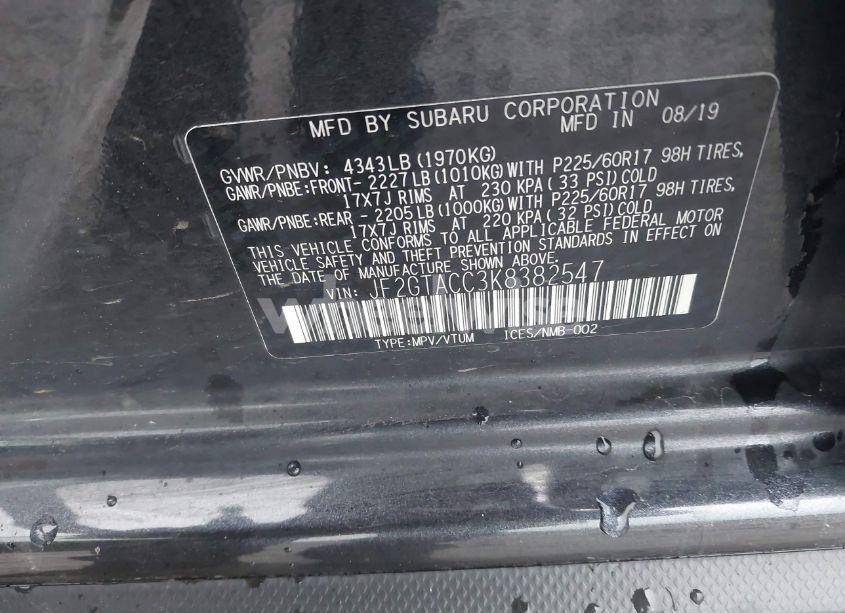 MFD BY SUBARU CORPORATION
MFD IN 08/19
GVWR/PNBV: 4343LB(1970KG)
GAWR/PNBE:FRONT- 2227LB(1010KG)WITH P225/60R17 98H TIRES,
17X7J RIMS AT 230 KPA( 33 PSI)COLD
GAWR/PNBE:REAR - 2205LB(1000KG)WITH P225/60R17 98H TIRES,
17X7J RIMS AT 220 KPA( 32 PSI)COLD
THIS VEHICLE CONFORMS TO ALL APPLICABLE FEDERAL MOTOR
VEHICLE SAFETY AND THEFT PREVENTION STANDARDS IN EFFECT ON
THE DATE OF MANUFACTURE SHOWN ABOVE.
VIN: JF2GTACC3K8382547
TYPE:MPV/VTUM ICES/NMB-002